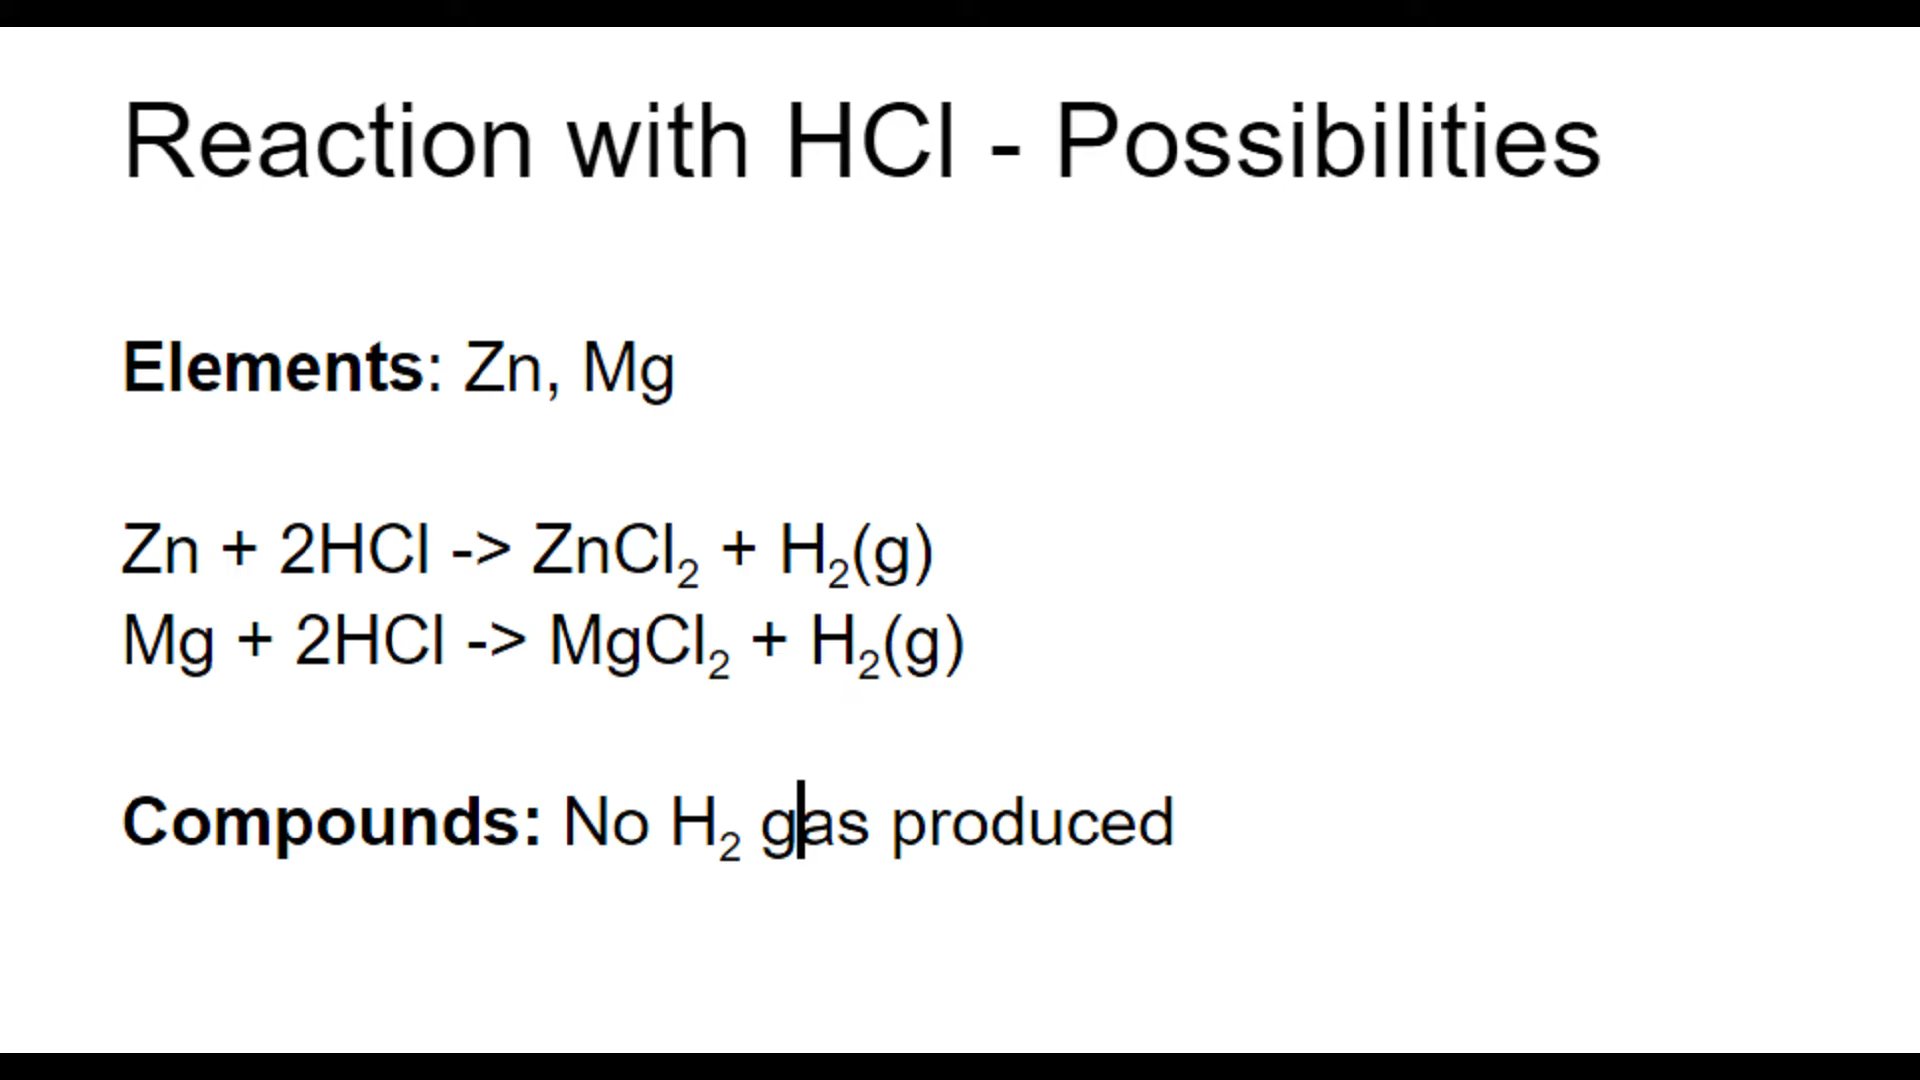 Reaction with HCl - Possibilities
Elements: Zn, Mg
Zn + 2HCl -> ZnCl₂ + H₂(g)
Mg + 2HCl -> MgCl₂ + H₂(g)
Compounds: No H₂ gas produced